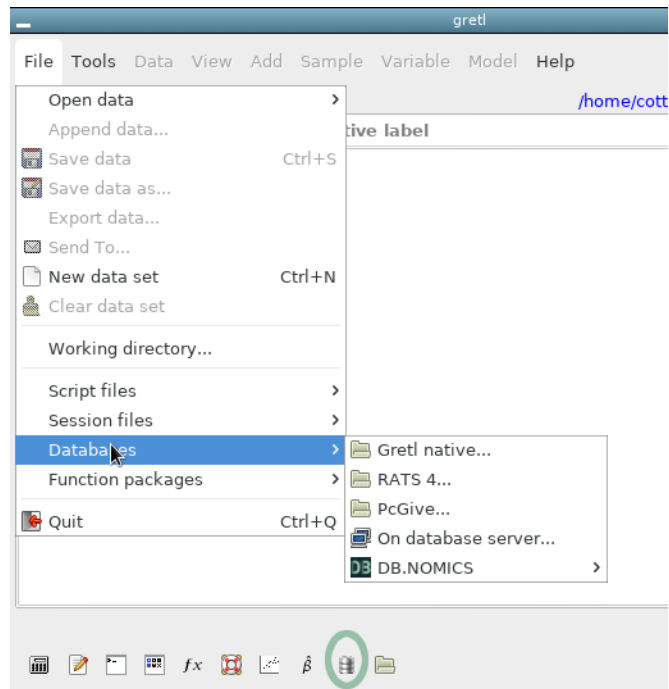 gretl
File Tools Data View Add Sample Variable Model Help
Open data
/home/cott
Append data...
tive label
Save data Ctrl+S
Save data as...
Export data...
Send To...
New data set Ctrl+N
Clear data set
Working directory...
Script files
Session files
Databases
Gretl native...
Function packages
RATS 4...
PcGive...
Quit Ctrl+Q
On database server...
DB DB.NOMICS
fx β̂